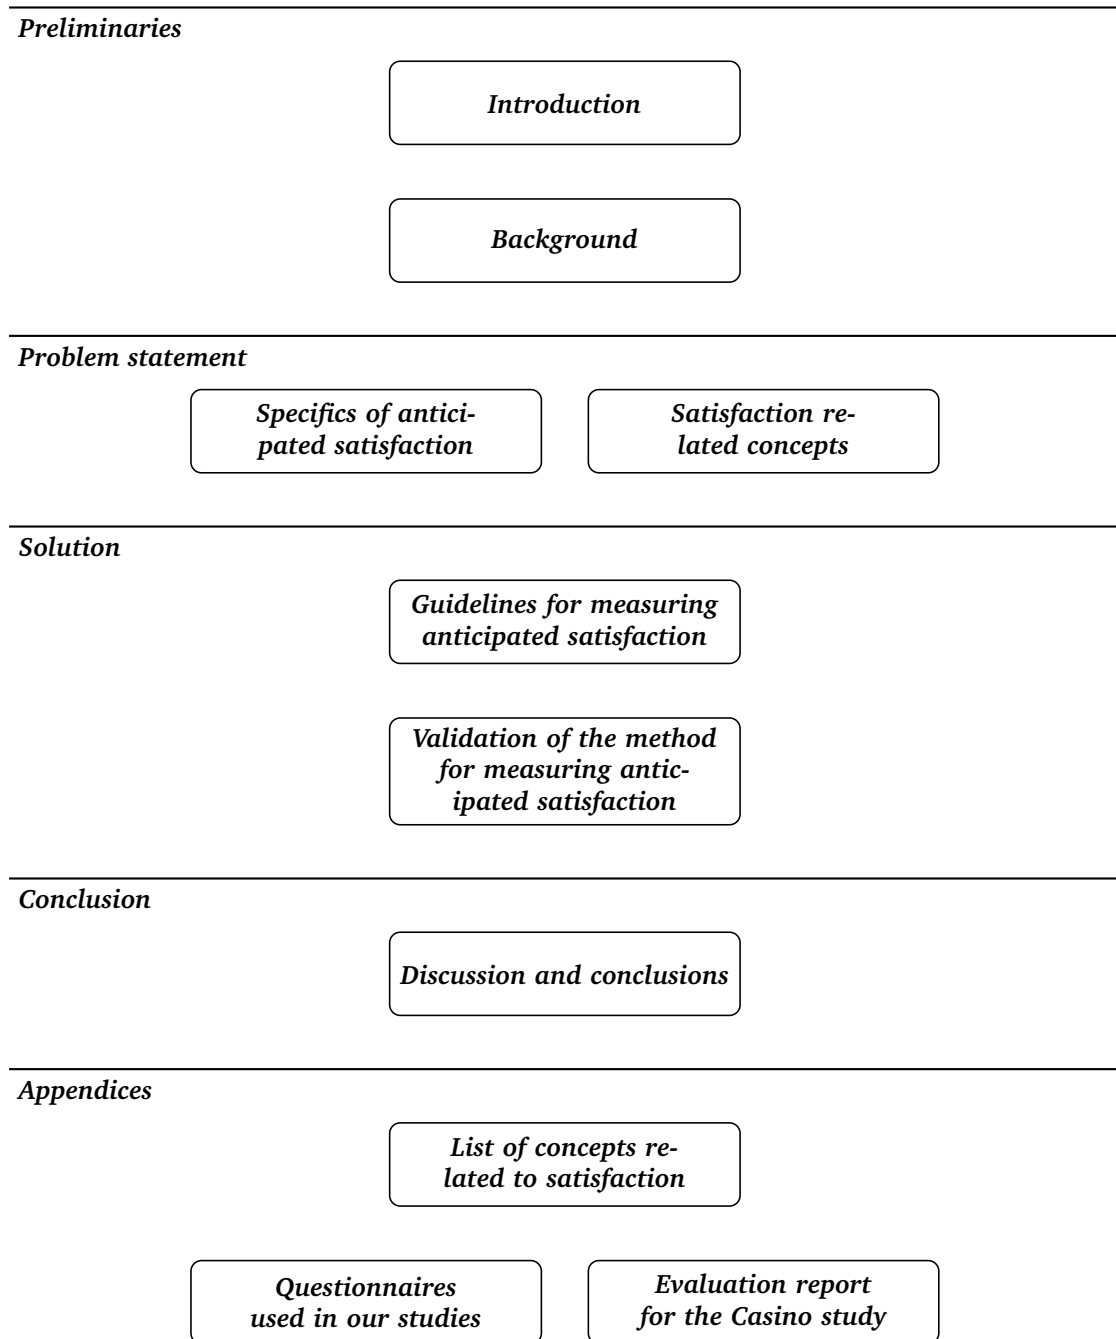 Preliminaries
Introduction
Background
Problem statement
Specifics of antici-
pated satisfaction
Satisfaction re-
lated concepts
Solution
Guidelines for measuring
anticipated satisfaction
Validation of the method
for measuring antic-
ipated satisfaction
Conclusion
Discussion and conclusions
Appendices
List of concepts re-
lated to satisfaction
Questionnaires
used in our studies
Evaluation report
for the Casino study